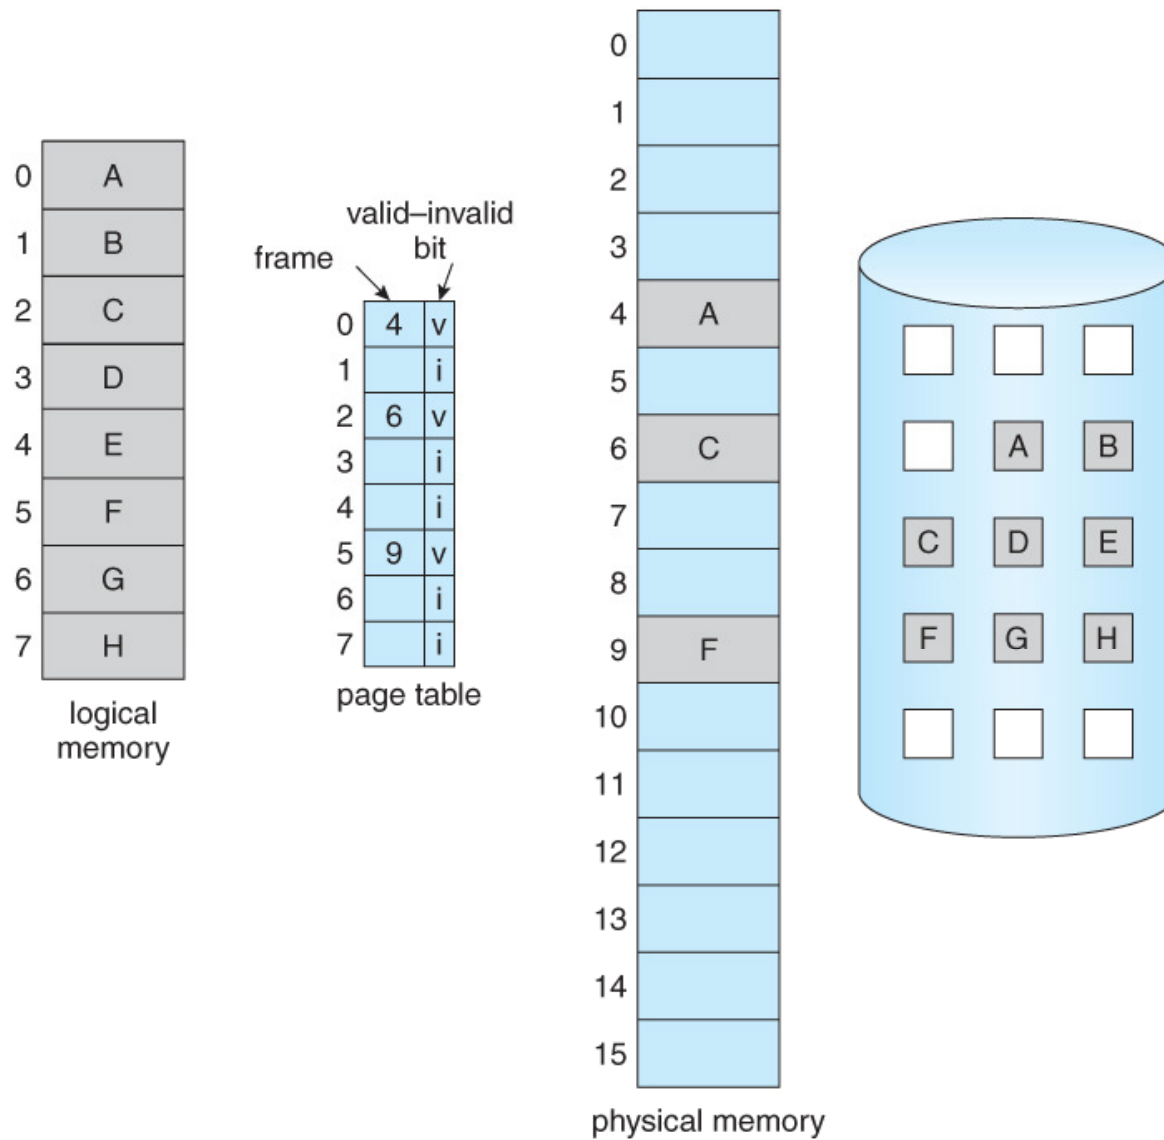 0 A
1 B
2 C
3 D
4 E
5 F
6 G
7 H
logical
memory
valid–invalid
bit
frame
0 4 v
1 i
2 6 v
3 i
4 i
5 9 v
6 i
7 i
page table
0
1
2
3
4 A
5
6 C
7
8
9 F
10
11
12
13
14
15
physical memory
A B
C D E
F G H